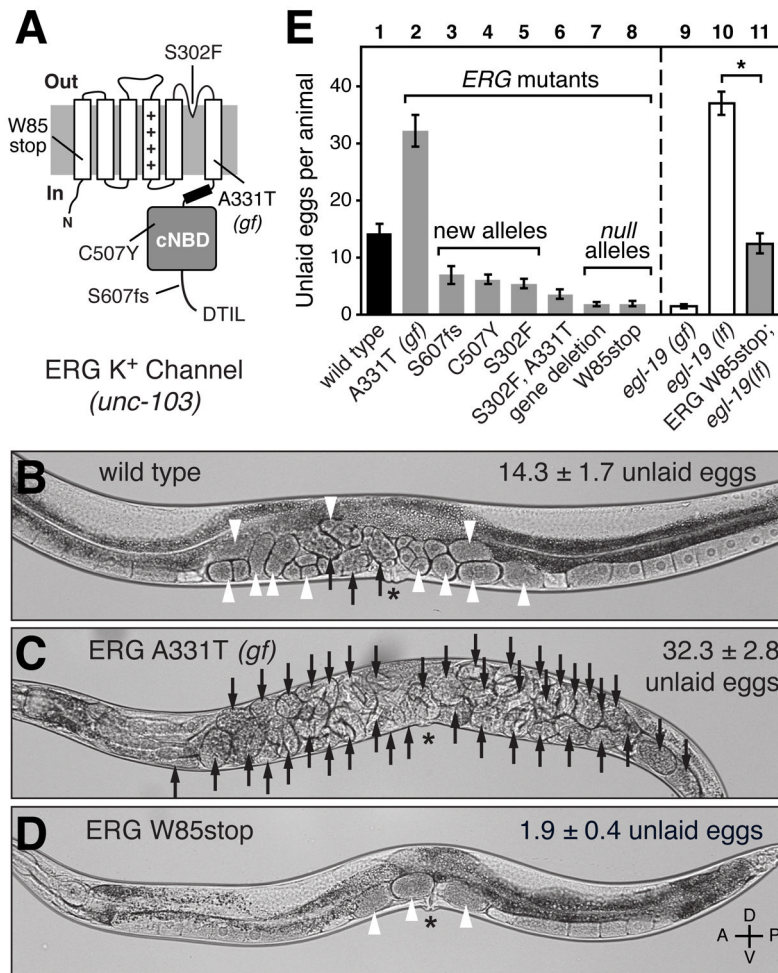 A
S302F
Out
W85
stop
++++
In
N
A331T
(gf)
cNBD
C507Y
S607fs
DTIL
ERG K+ Channel
(unc-103)
E
1 2 3 4 5 6 7 8 9 10 11
Unlaid eggs per animal
40
30
20
10
0
ERG mutants
new alleles
null
alleles
*
wild type
A331T (gf)
S607fs
C507Y
S302F
S302F, A331T
gene deletion
W85stop
egl-19 (gf)
egl-19 (lf)
ERG W85stop;
egl-19(lf)
B wild type 14.3 ± 1.7 unlaid eggs
*
C ERG A331T (gf) 32.3 ± 2.8
unlaid eggs
*
D ERG W85stop 1.9 ± 0.4 unlaid eggs
*
D
A P
V